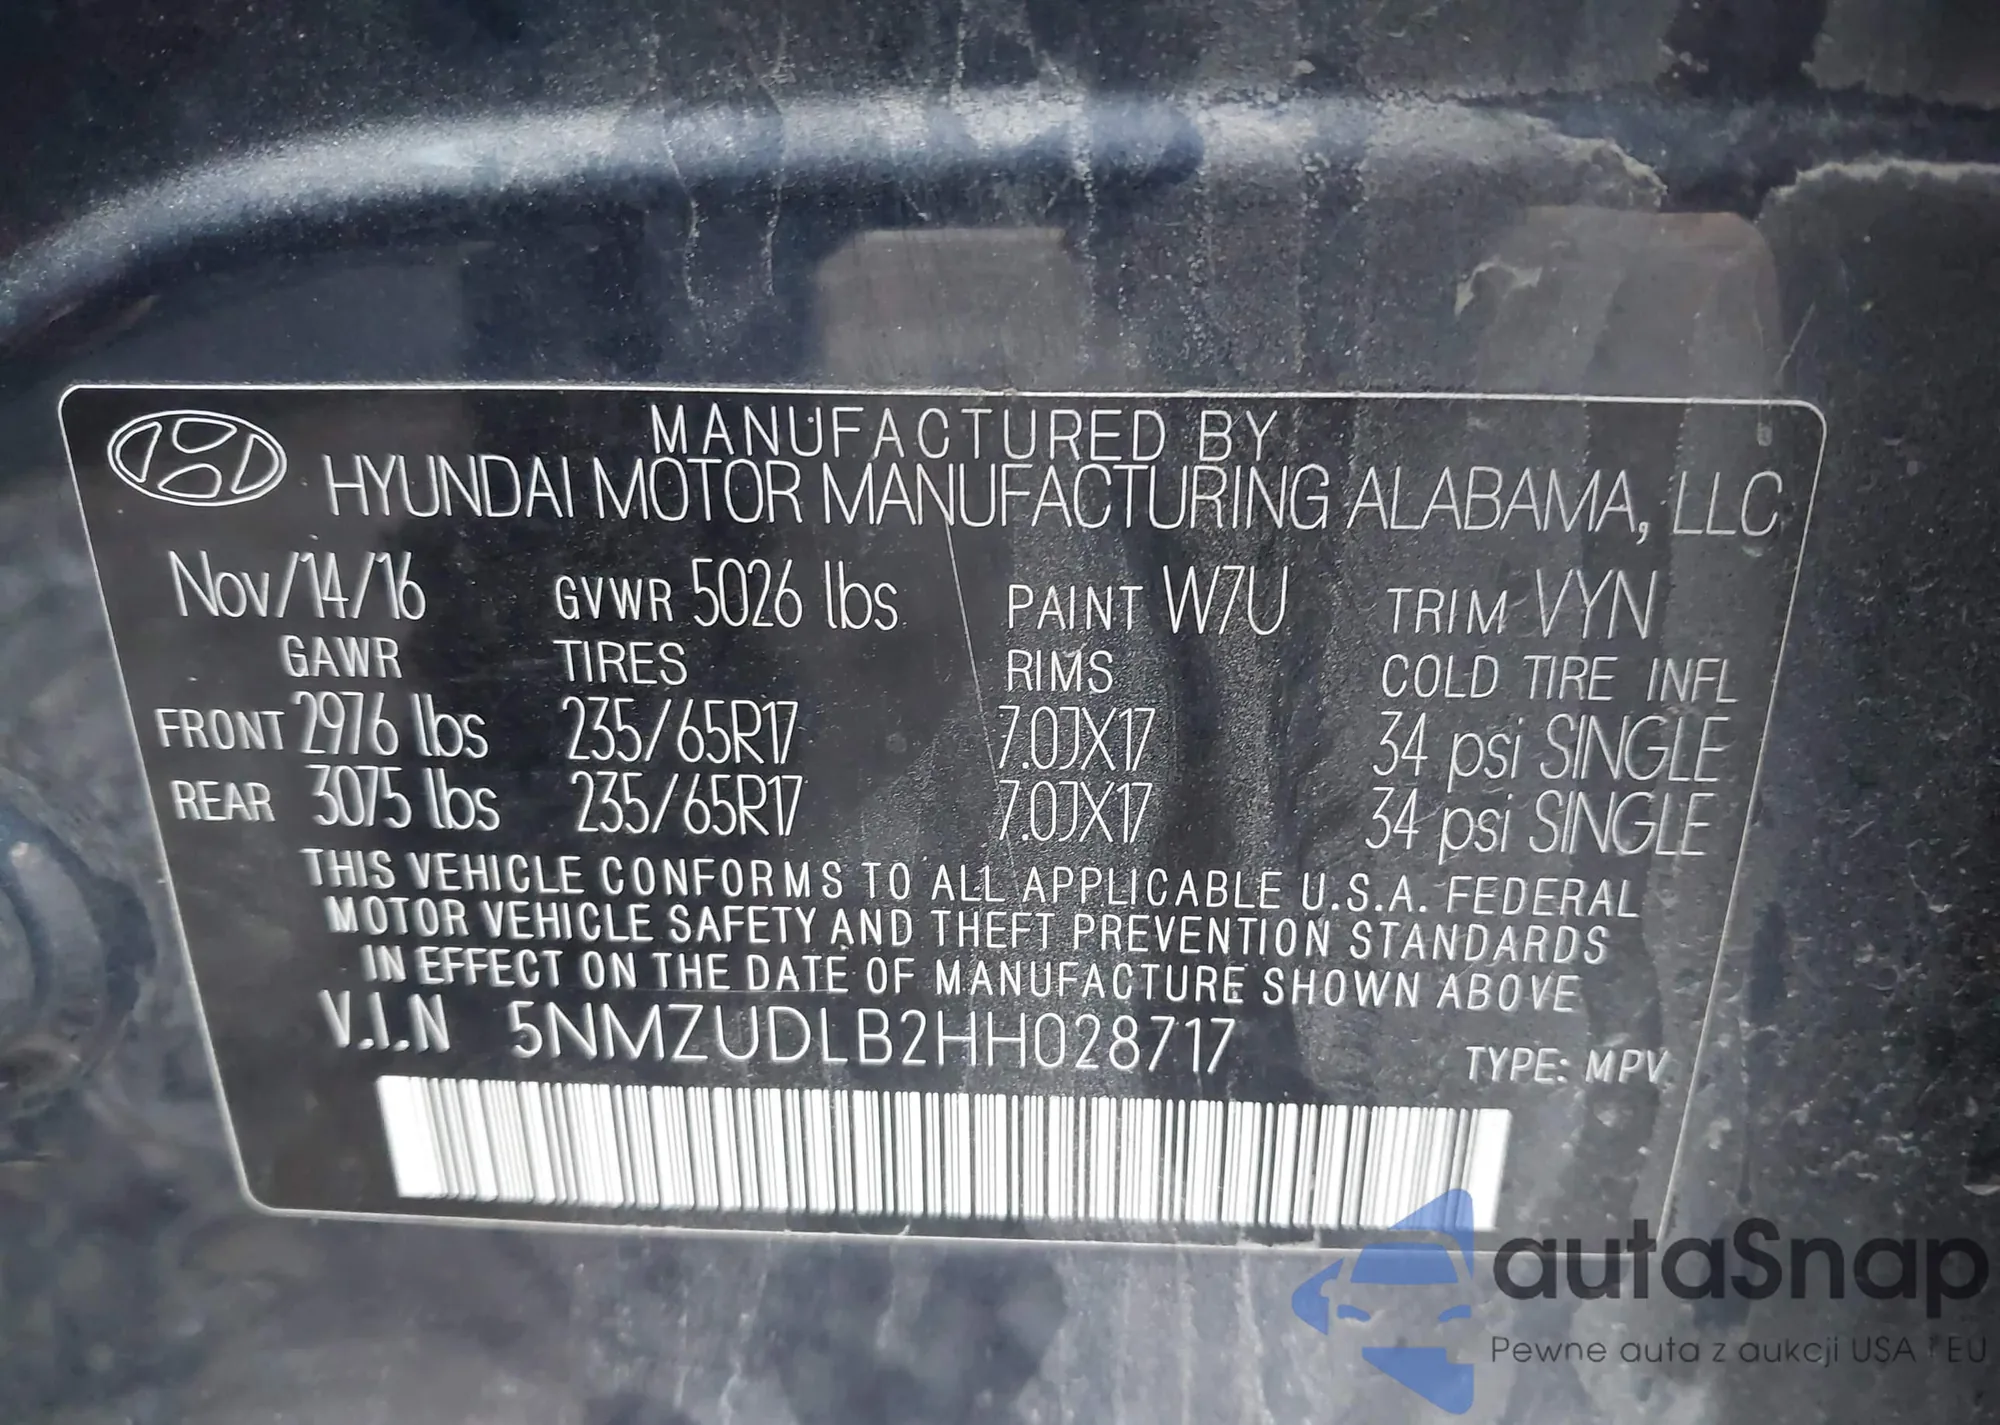 MANUFACTURED BY
HYUNDAI MOTOR MANUFACTURING ALABAMA, LLC
Nov/14/16 GVWR 5026 lbs PAINT W7U TRIM VYN
GAWR TIRES RIMS COLD TIRE INFL
FRONT 2976 lbs 235/65R17 7.0JX17 34 psi SINGLE
REAR 3075 lbs 235/65R17 7.0JX17 34 psi SINGLE
THIS VEHICLE CONFORMS TO ALL APPLICABLE U.S.A. FEDERAL
MOTOR VEHICLE SAFETY AND THEFT PREVENTION STANDARDS
IN EFFECT ON THE DATE OF MANUFACTURE SHOWN ABOVE
V.I.N 5NMZUDLB2HH028717 TYPE: MPV
autaSnap
Pewne auta z aukcji USA i EU